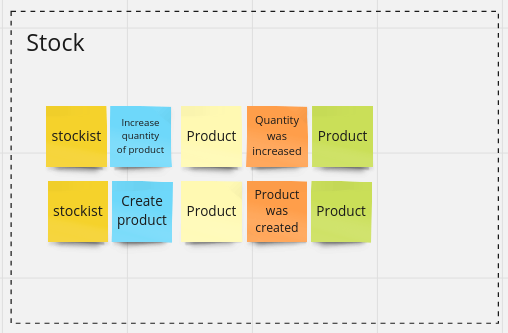 Stock
stockist
Increase
quantity
of product
Product
Quantity
was
increased
Product
stockist
Create
product
Product
Product
was
created
Product